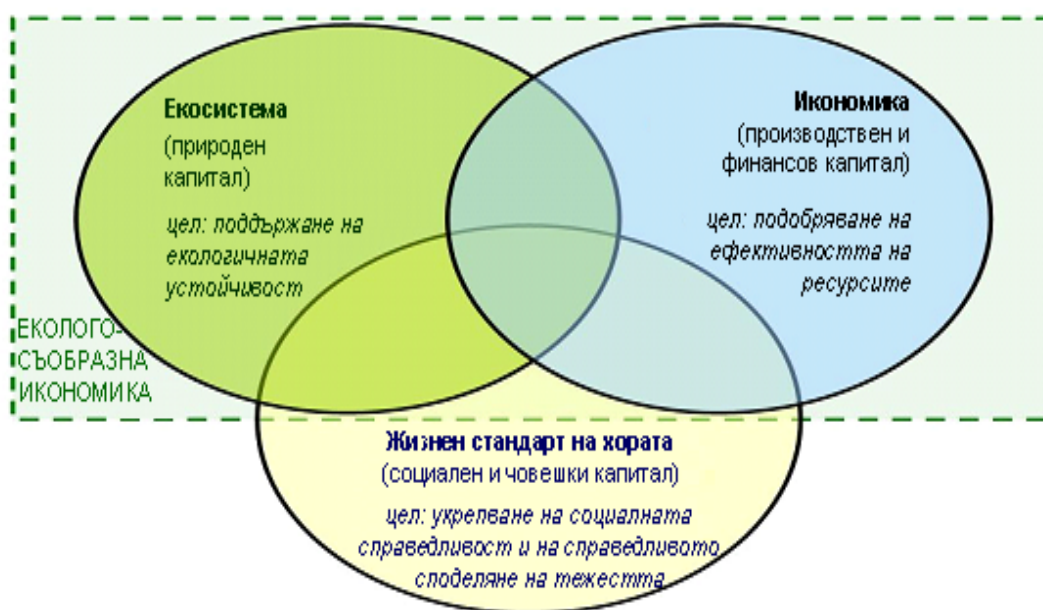 Екосистема
(природен
капитал)
цел: поддържане на
екологичната
устойчивост
Икономика
(производствен и
финансов капитал)
цел: подобряване на
ефективността на
ресурсите
ЕКОЛОГО-
СЪОБРАЗНА
ИКОНОМИКА
Жизнен стандарт на хората
(социален и човешки капитал)
цел: укрепване на социалната
справедливост и на справедливото
споделяне на тежестта